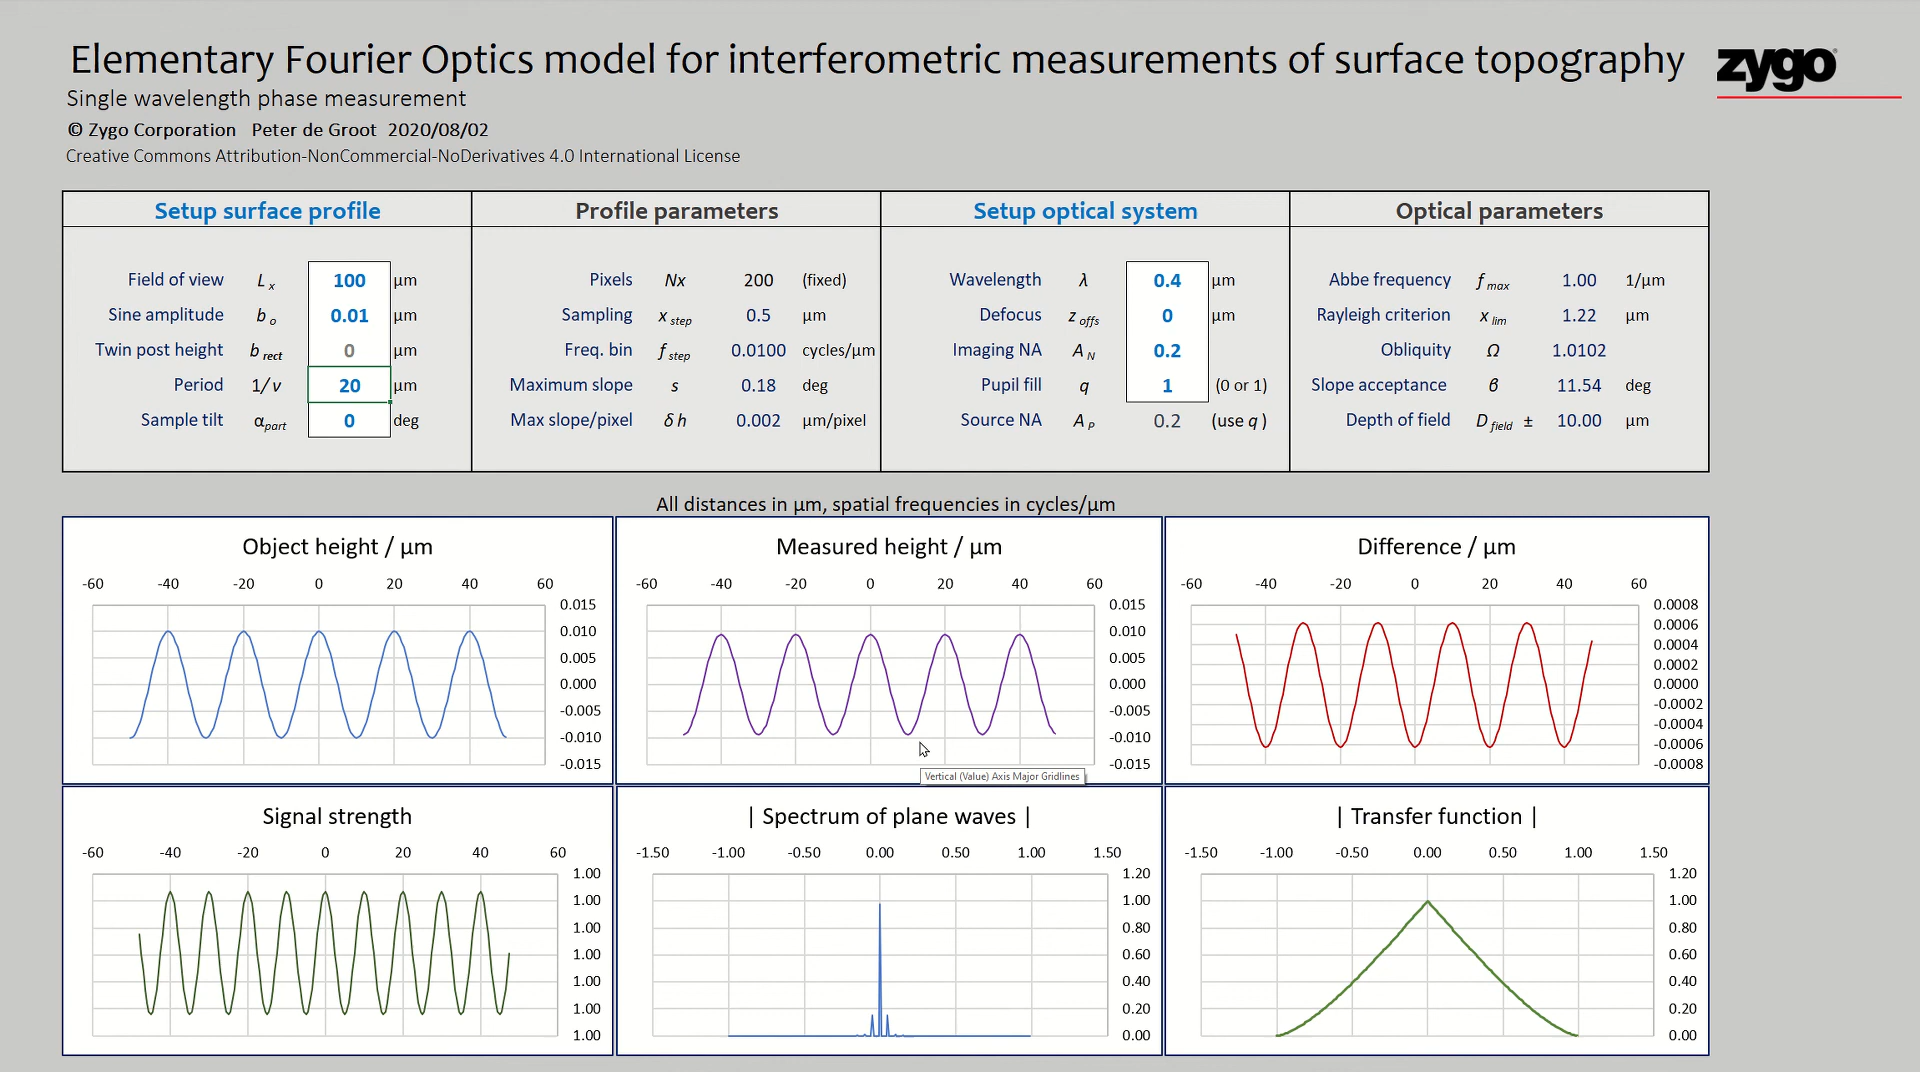 Elementary Fourier Optics model for interferometric measurements of surface topography
zygo®
Single wavelength phase measurement
© Zygo Corporation Peter de Groot 2020/08/02
Creative Commons Attribution-NonCommercial-NoDerivatives 4.0 International License
Setup surface profile
Field of view L x 100 µm
Sine amplitude b o 0.01 µm
Twin post height b rect 0 µm
Period 1/ν 20 µm
Sample tilt α part 0 deg
Profile parameters
Pixels Nx 200 (fixed)
Sampling x step 0.5 µm
Freq. bin f step 0.0100 cycles/µm
Maximum slope s 0.18 deg
Max slope/pixel δ h 0.002 µm/pixel
Setup optical system
Wavelength λ 0.4 µm
Defocus z offs 0 µm
Imaging NA A N 0.2
Pupil fill q 1 (0 or 1)
Source NA A P 0.2 (use q )
Optical parameters
Abbe frequency f max 1.00 1/µm
Rayleigh criterion x lim 1.22 µm
Obliquity Ω 1.0102
Slope acceptance β 11.54 deg
Depth of field D field ± 10.00 µm
All distances in µm, spatial frequencies in cycles/µm
Object height / µm
-60 -40 -20 0 20 40 60
0.015
0.010
0.005
0.000
-0.005
-0.010
-0.015
Measured height / µm
-60 -40 -20 0 20 40 60
0.015
0.010
0.005
0.000
-0.005
-0.010
-0.015
Vertical (Value) Axis Major Gridlines
Difference / µm
-60 -40 -20 0 20 40 60
0.0008
0.0006
0.0004
0.0002
0.0000
-0.0002
-0.0004
-0.0006
-0.0008
Signal strength
-60 -40 -20 0 20 40 60
1.00
1.00
1.00
1.00
1.00
1.00
1.00
| Spectrum of plane waves |
-1.50 -1.00 -0.50 0.00 0.50 1.00 1.50
1.20
1.00
0.80
0.60
0.40
0.20
0.00
| Transfer function |
-1.50 -1.00 -0.50 0.00 0.50 1.00 1.50
1.20
1.00
0.80
0.60
0.40
0.20
0.00